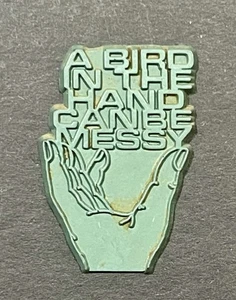 A BIRD
IN THE
HAND
CAN BE
MESSY